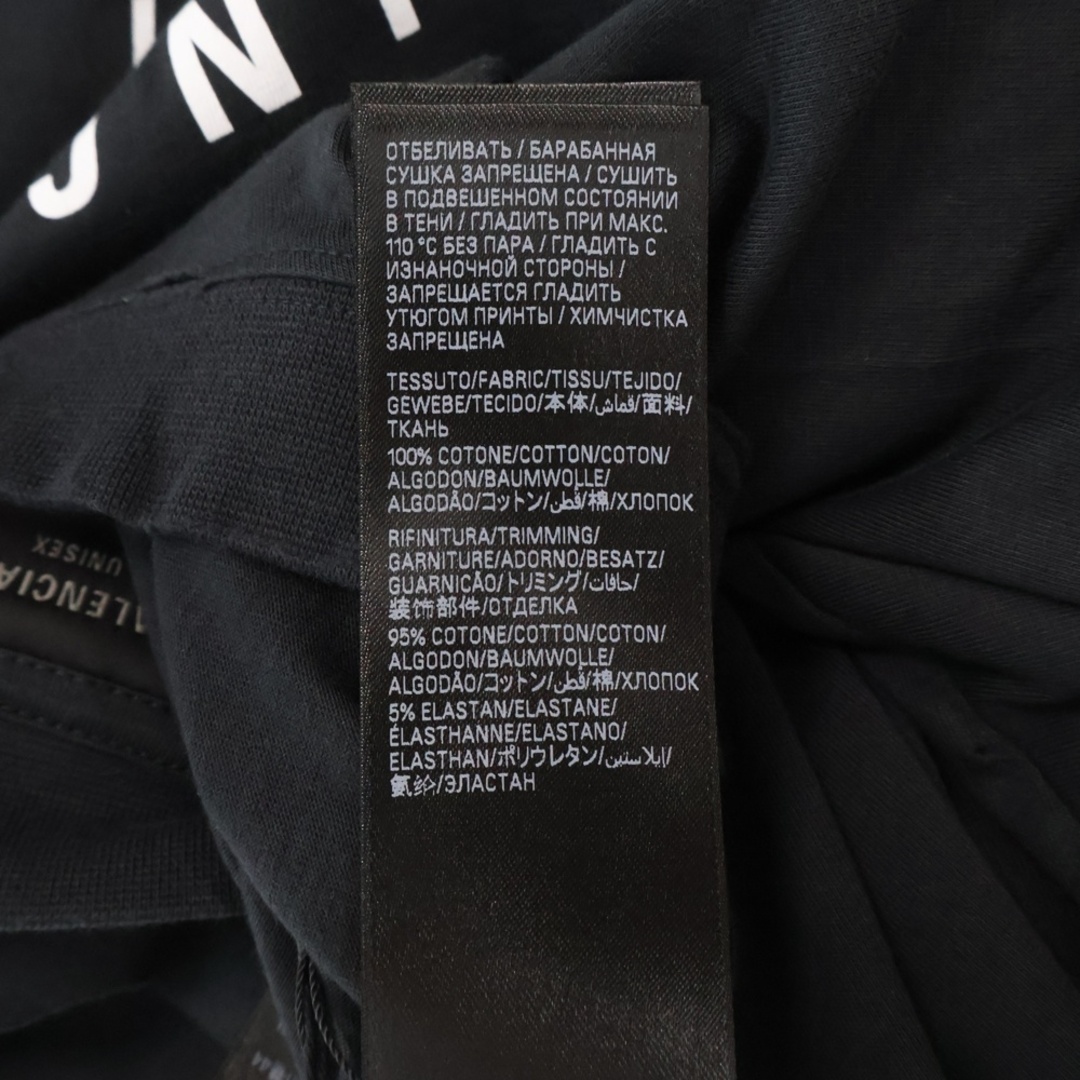 ОТБЕЛИВАТЬ / БАРАБАННАЯ
СУШКА ЗАПРЕЩЕНА / СУШИТЬ
В ПОДВЕШЕННОМ СОСТОЯНИИ
В ТЕНИ / ГЛАДИТЬ ПРИ МАКС.
110 °C БЕЗ ПАРА / ГЛАДИТЬ С
ИЗНАНОЧНОЙ СТОРОНЫ /
ЗАПРЕЩАЕТСЯ ГЛАДИТЬ
УТЮГОМ ПРИНТЫ / ХИМЧИСТКА
ЗАПРЕЩЕНА
TESSUTO/FABRIC/TISSU/TEJIDO/
GEWEBE/TECIDO/本体/قماش/面料/
ТКАНЬ
100% COTONE/COTTON/COTON/
ALGODON/BAUMWOLLE/
ALGODÃO/コットン/قطن/棉/ХЛОПОК
RIFINITURA/TRIMMING/
GARNITURE/ADORNO/BESATZ/
GUARNICÃO/トリミング/حافات/
装饰部件/ОТДЕЛКА
95% COTONE/COTTON/COTON/
ALGODON/BAUMWOLLE/
ALGODÃO/コットン/قطن/棉/ХЛОПОК
5% ELASTAN/ELASTANE/
ÉLASTHANNE/ELASTANO/
ELASTHAN/ポリウレタン/إيلاستين/
氨纶/ЭЛАСТАН
ALENCIA
UNISEX